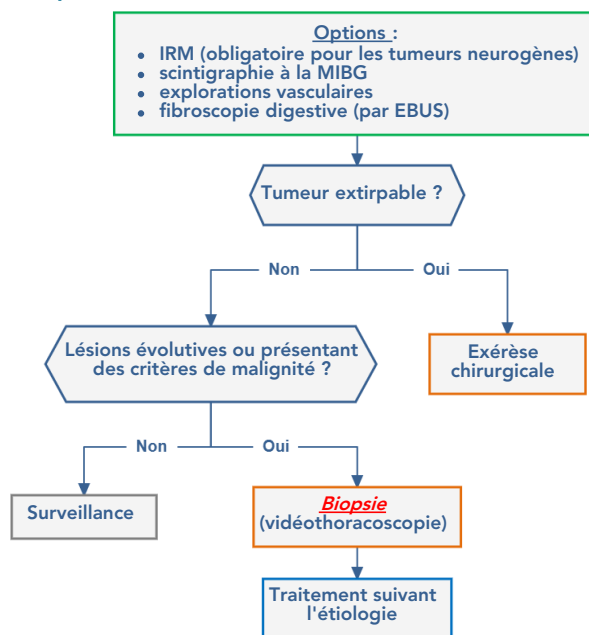 Options :
• IRM (obligatoire pour les tumeurs neurogènes)
• scintigraphie à la MIBG
• explorations vasculaires
• fibroscopie digestive (par EBUS)
Tumeur extirpable ?
Non
Oui
Lésions évolutives ou présentant
des critères de malignité ?
Exérèse
chirurgicale
Non
Oui
Surveillance
Biopsie
(vidéothoracoscopie)
Traitement suivant
l'étiologie